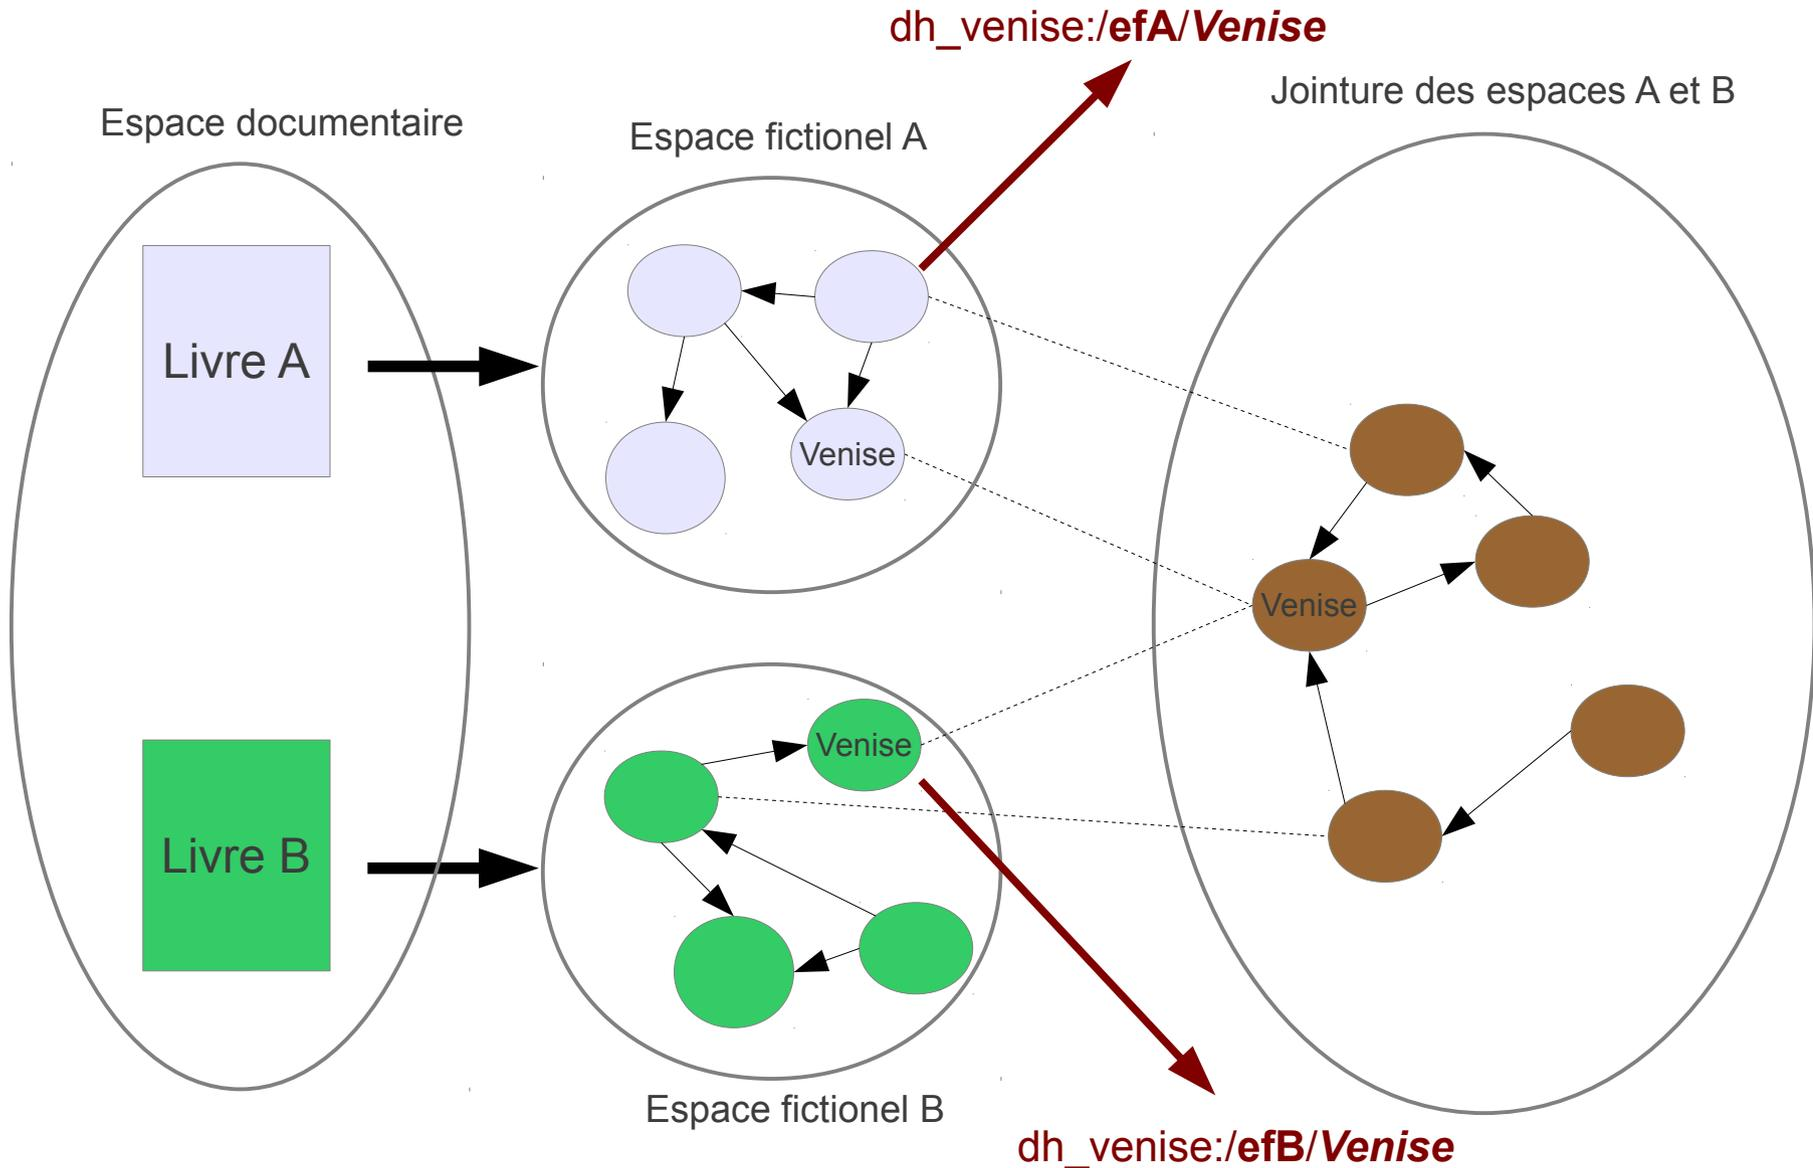 dh_venise:/efA/Venise
Jointure des espaces A et B
Espace documentaire
Espace fictionel A
Livre A
Venise
Venise
Venise
Livre B
Espace fictionel B
dh_venise:/efB/Venise